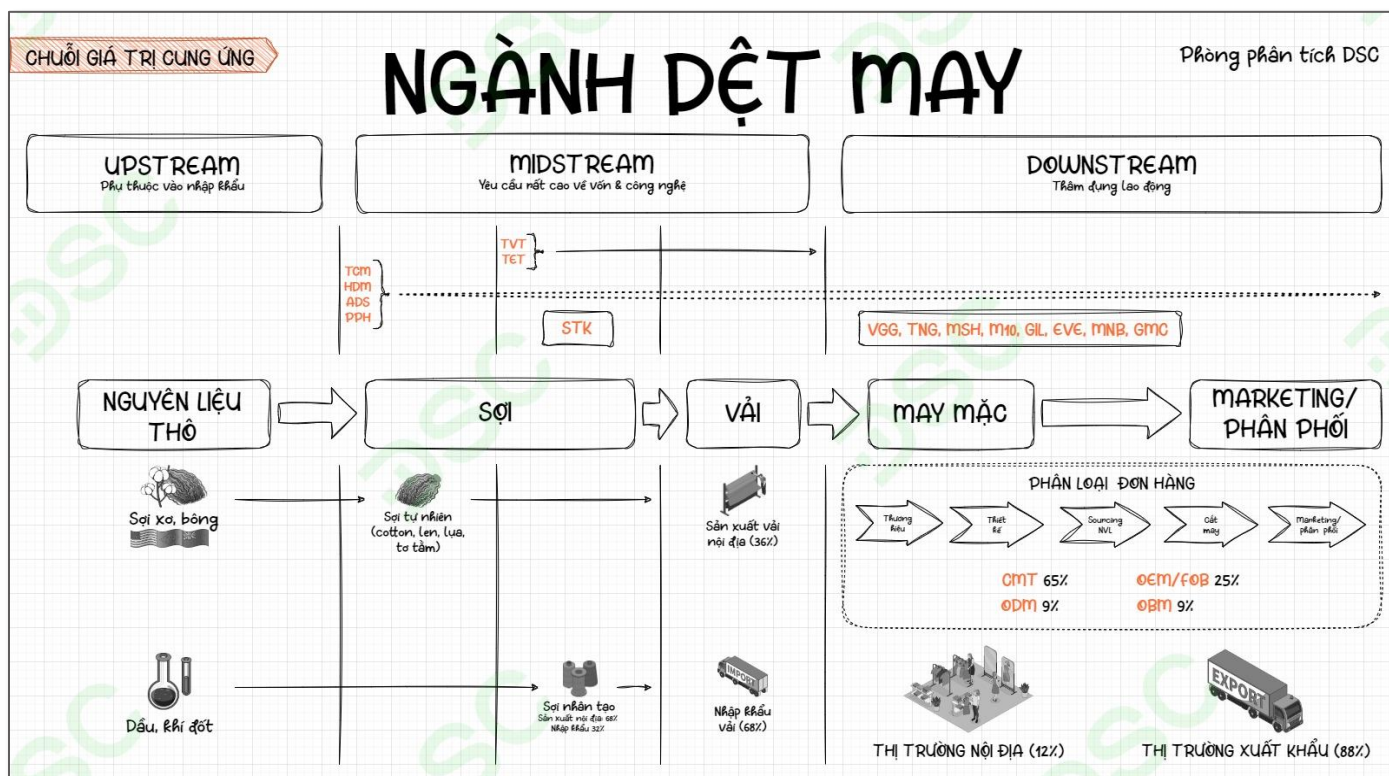 CHUỖI GIÁ TRỊ CUNG ỨNG
NGÀNH DỆT MAY
Phòng phân tích DSC
UPSTREAM
Phụ thuộc vào nhập khẩu
MIDSTREAM
Yêu cầu rất cao về vốn & công nghệ
DOWNSTREAM
Thâm dụng lao động
TVT
TET
TCM
HDM
ADS
PPH
STK
VGG, TNG, MSH, M10, GIL, EVE, MNB, GMC
NGUYÊN LIỆU
THÔ
SỢI
VẢI
MAY MẶC
MARKETING/
PHÂN PHỐI
Sợi xơ, bông
Sợi tự nhiên
(cotton, len, lụa,
tơ tằm)
Sản xuất vải
nội địa (36%)
PHÂN LOẠI ĐƠN HÀNG
Thương
hiệu
Thiết
kế
Sourcing
NVL
Cắt
may
Marketing/
phân phối
CMT 65%
OEM/FOB 25%
ODM 9%
OBM 9%
Dầu, khí đốt
Sợi nhân tạo
Sản xuất nội địa: 68%
Nhập khẩu 32%
IMPORT
Nhập khẩu
vải (68%)
THỊ TRƯỜNG NỘI ĐỊA (12%)
EXPORT
THỊ TRƯỜNG XUẤT KHẨU (88%)
DSC
DSC
DSC
DSC
DSC